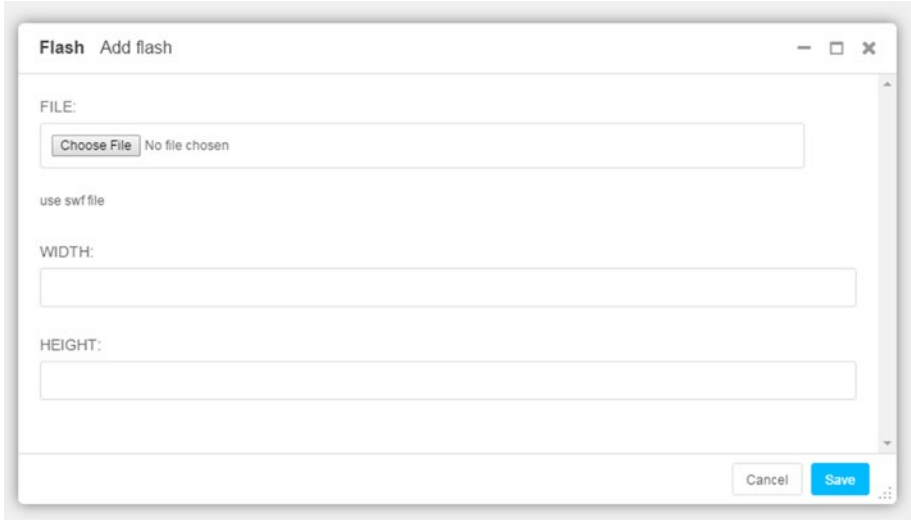 Flash Add flash
FILE:
Choose File No file chosen
use swf file
WIDTH:
HEIGHT:
Cancel Save